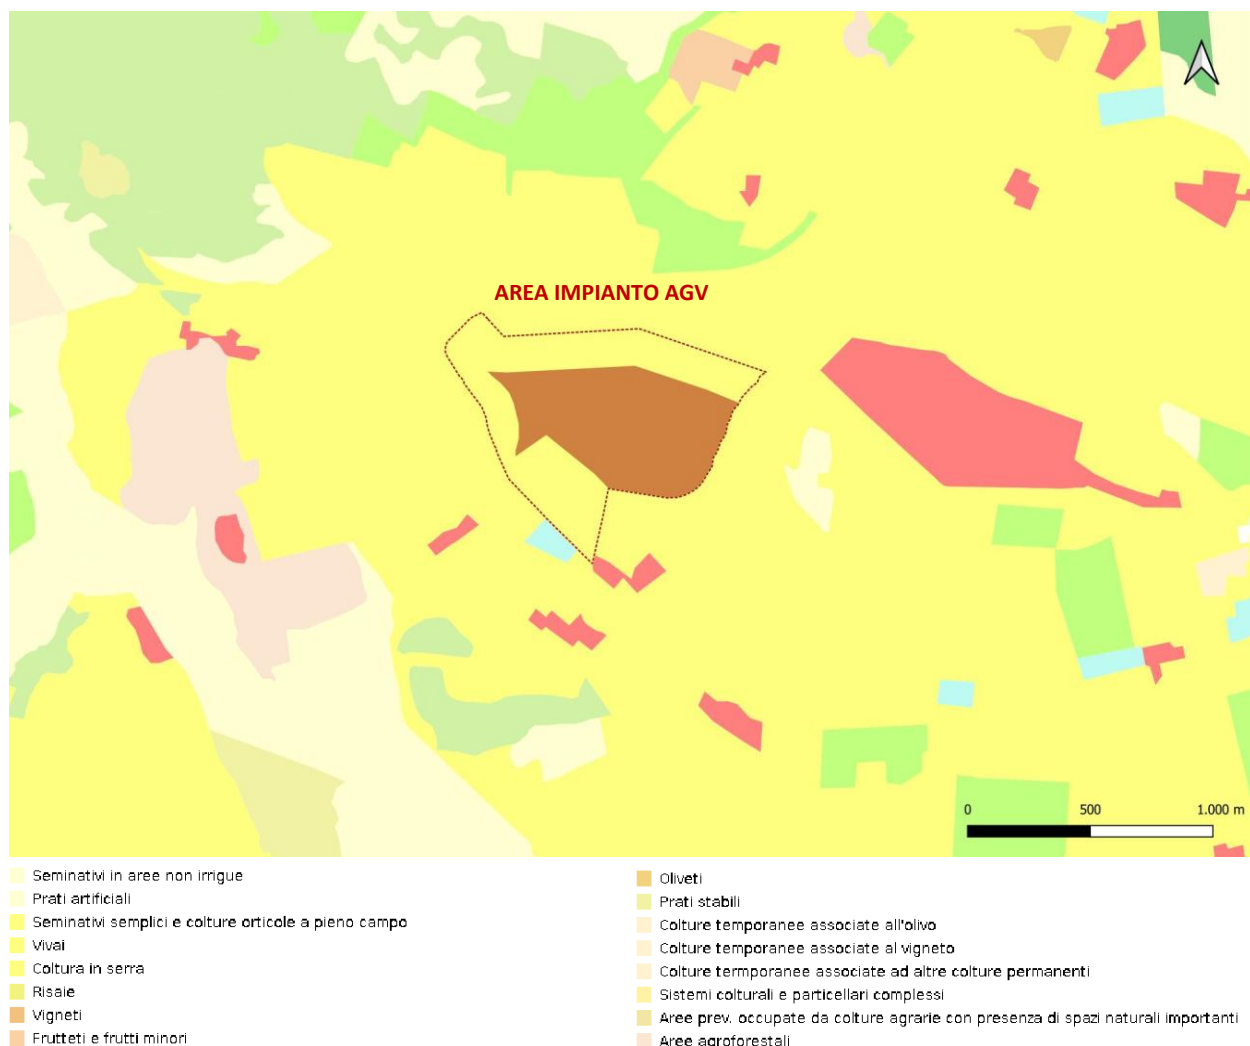 AREA IMPIANTO AGV
0 500 1.000 m
Seminativi in aree non irrigue
Prati artificiali
Seminativi semplici e colture orticole a pieno campo
Vivai
Coltura in serra
Risaie
Vigneti
Frutteti e frutti minori
Oliveti
Prati stabili
Colture temporanee associate all'olivo
Colture temporanee associate al vigneto
Colture termporanee associate ad altre colture permanenti
Sistemi colturali e particellari complessi
Aree prev. occupate da colture agrarie con presenza di spazi naturali importanti
Aree agroforestali